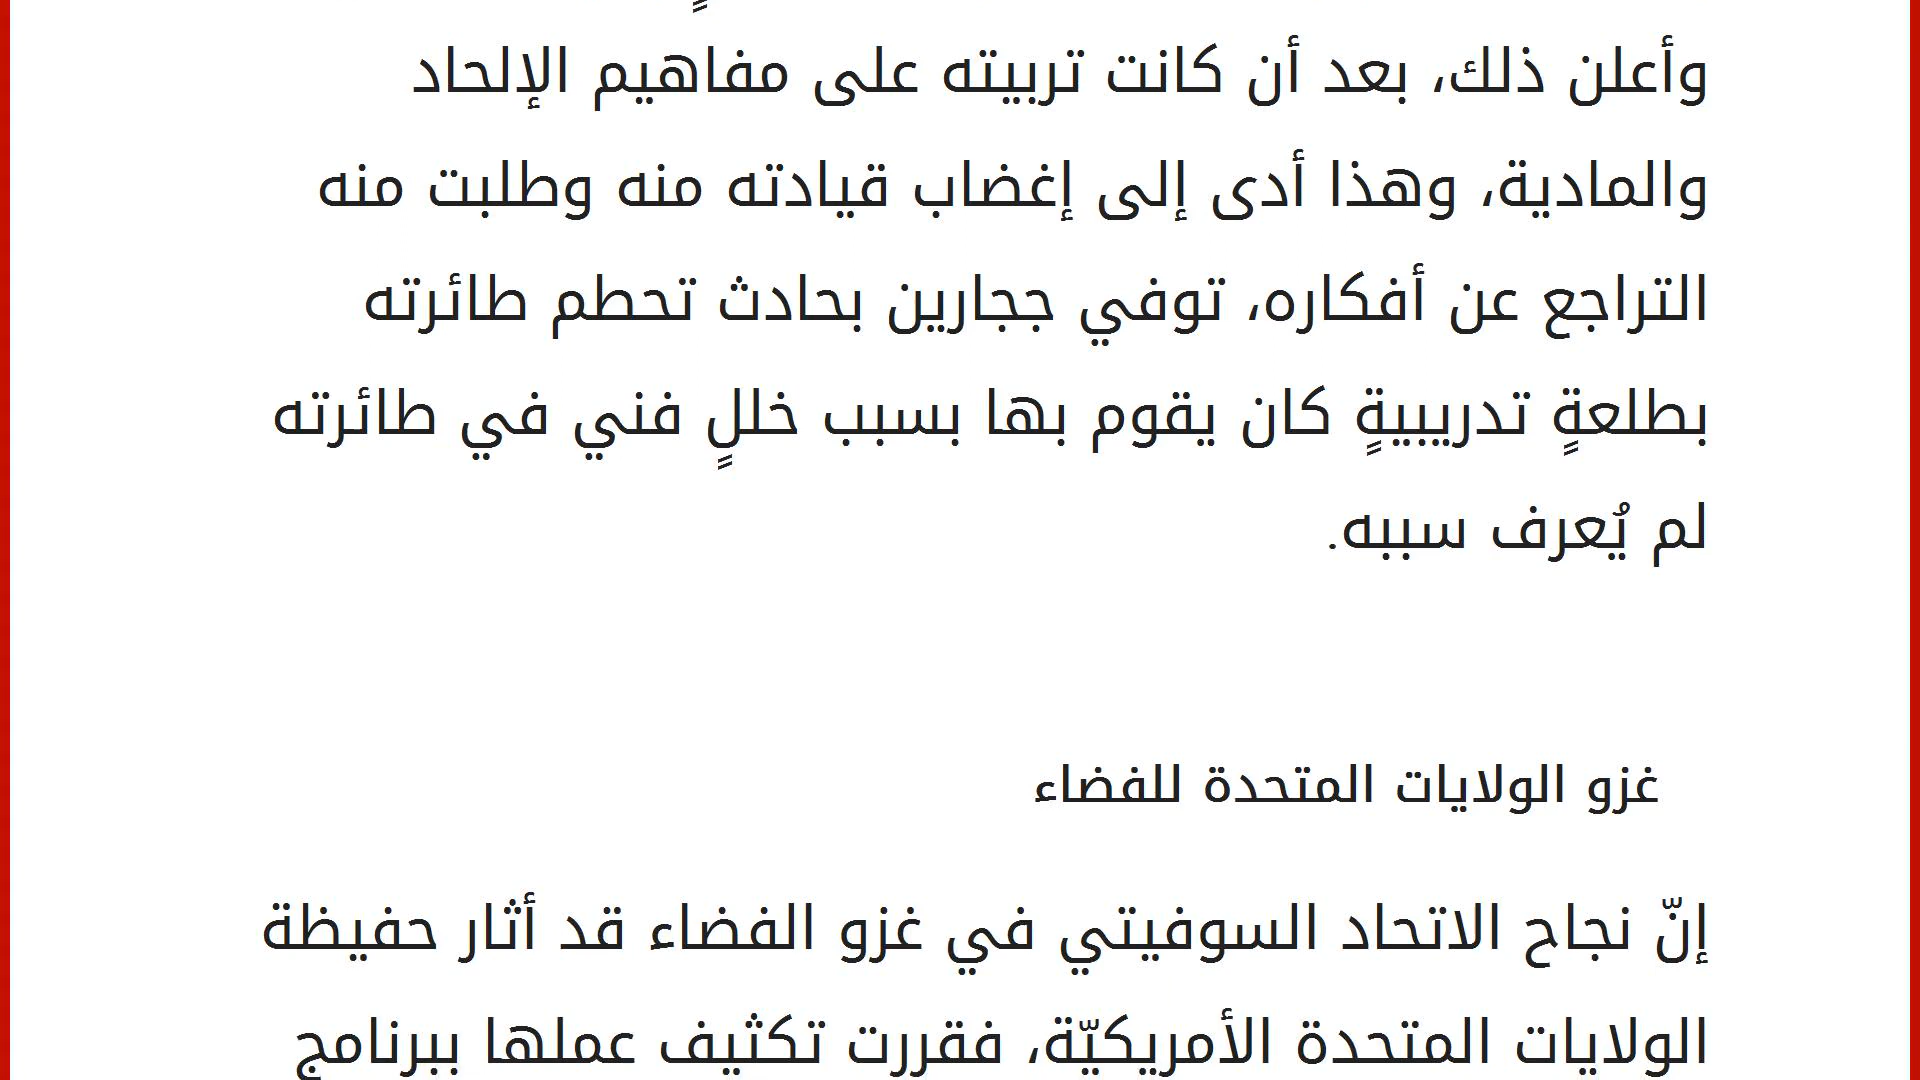 وأعلن ذلك، بعد أن كانت تربيته على مفاهيم الإلحاد
والمادية، وهذا أدى إلى إغضاب قيادته منه وطلبت منه
التراجع عن أفكاره، توفي ججارين بحادث تحطم طائرته
بطلعةٍ تدريبيةٍ كان يقوم بها بسبب خللٍ فني في طائرته
لم يُعرف سببه.
غزو الولايات المتحدة للفضاء
إنّ نجاح الاتحاد السوفيتي في غزو الفضاء قد أثار حفيظة
الولايات المتحدة الأمريكيّة، فقررت تكثيف عملها ببرنامج